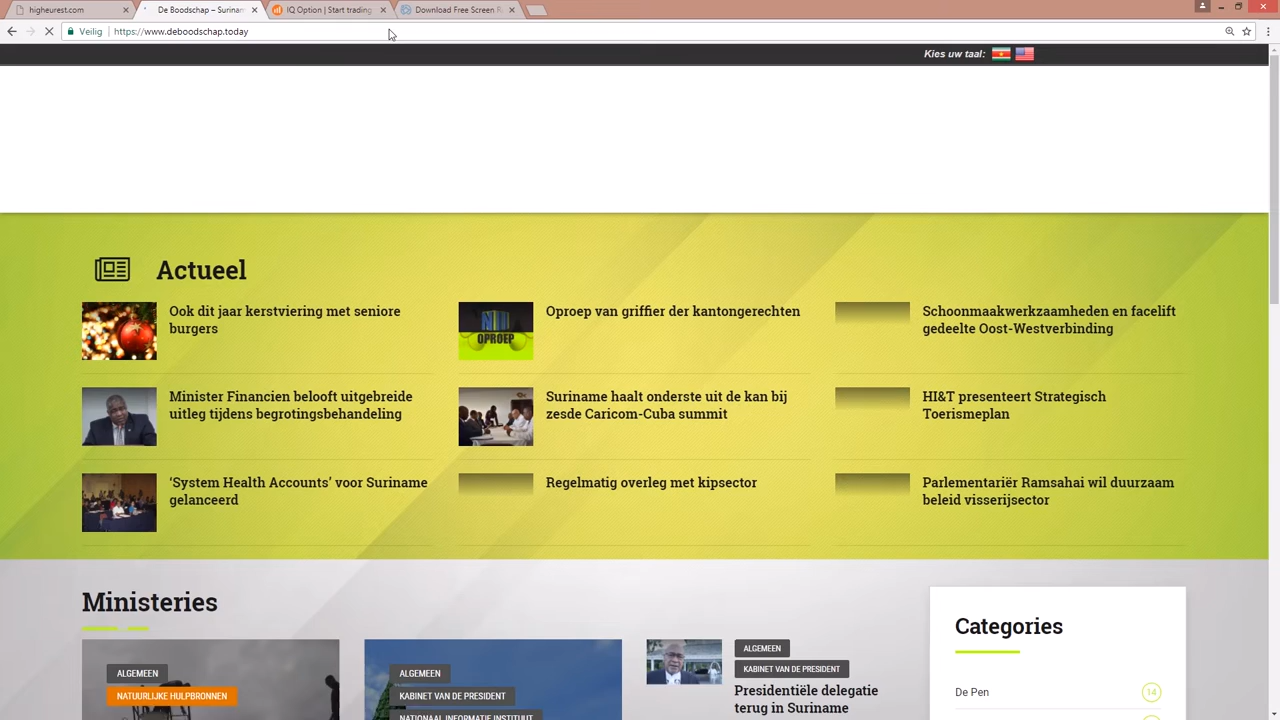 higheurest.com
De Boodschap – Surinam
IQ Option | Start trading
Download Free Screen R
Veilig
https://www.deboodschap.today
Kies uw taal:
Actueel
Ook dit jaar kerstviering met seniore
burgers
Oproep van griffier der kantongerechten
Schoonmaakwerkzaamheden en facelift
gedeelte Oost-Westverbinding
OPROEP
Minister Financien belooft uitgebreide
uitleg tijdens begrotingsbehandeling
Suriname haalt onderste uit de kan bij
zesde Caricom-Cuba summit
HI&T presenteert Strategisch
Toerismeplan
‘System Health Accounts’ voor Suriname
gelanceerd
Regelmatig overleg met kipsector
Parlementariër Ramsahai wil duurzaam
beleid visserijsector
Ministeries
ALGEMEEN
NATUURLIJKE HULPBRONNEN
ALGEMEEN
KABINET VAN DE PRESIDENT
NATIONAAL INFORMATIE INSTITUUT
ALGEMEEN
KABINET VAN DE PRESIDENT
Presidentiële delegatie
terug in Suriname
Categories
De Pen
14